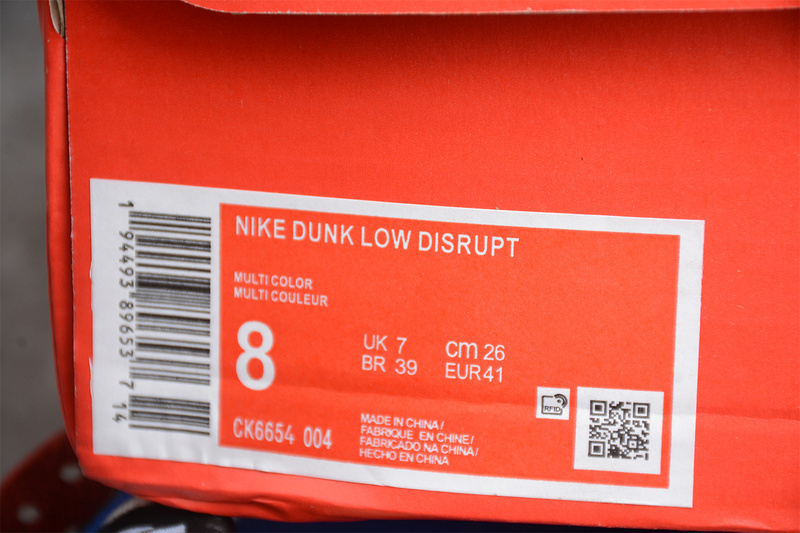 1 94493 89653 7 14
NIKE DUNK LOW DISRUPT
MULTI COLOR
MULTI COULEUR
8
UK 7 cm 26
BR 39 EUR 41
CK6654 004
MADE IN CHINA/
FABRIQUE EN CHINE/
FABRICADO NA CHINA/
HECHO EN CHINA
RFID